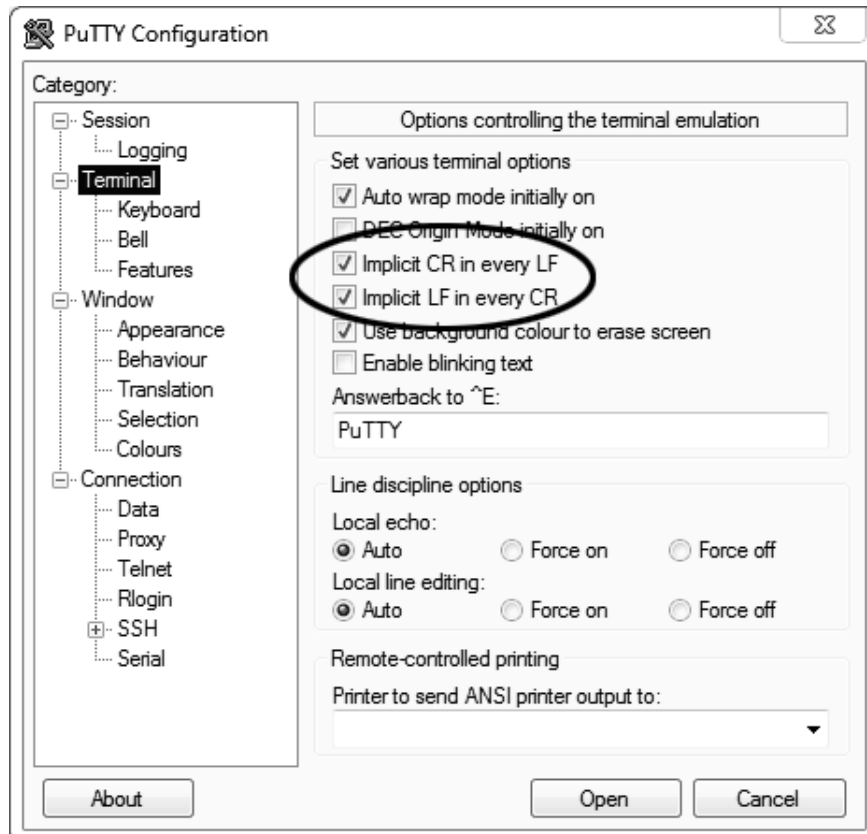 PuTTY Configuration
Category:
Session
Logging
Terminal
Keyboard
Bell
Features
Window
Appearance
Behaviour
Translation
Selection
Colours
Connection
Data
Proxy
Telnet
Rlogin
SSH
Serial
Options controlling the terminal emulation
Set various terminal options
Auto wrap mode initially on
DEC Origin Mode initially on
Implicit CR in every LF
Implicit LF in every CR
Use background colour to erase screen
Enable blinking text
Answerback to ^E:
PuTTY
Line discipline options
Local echo:
Auto Force on Force off
Local line editing:
Auto Force on Force off
Remote-controlled printing
Printer to send ANSI printer output to:
About Open Cancel